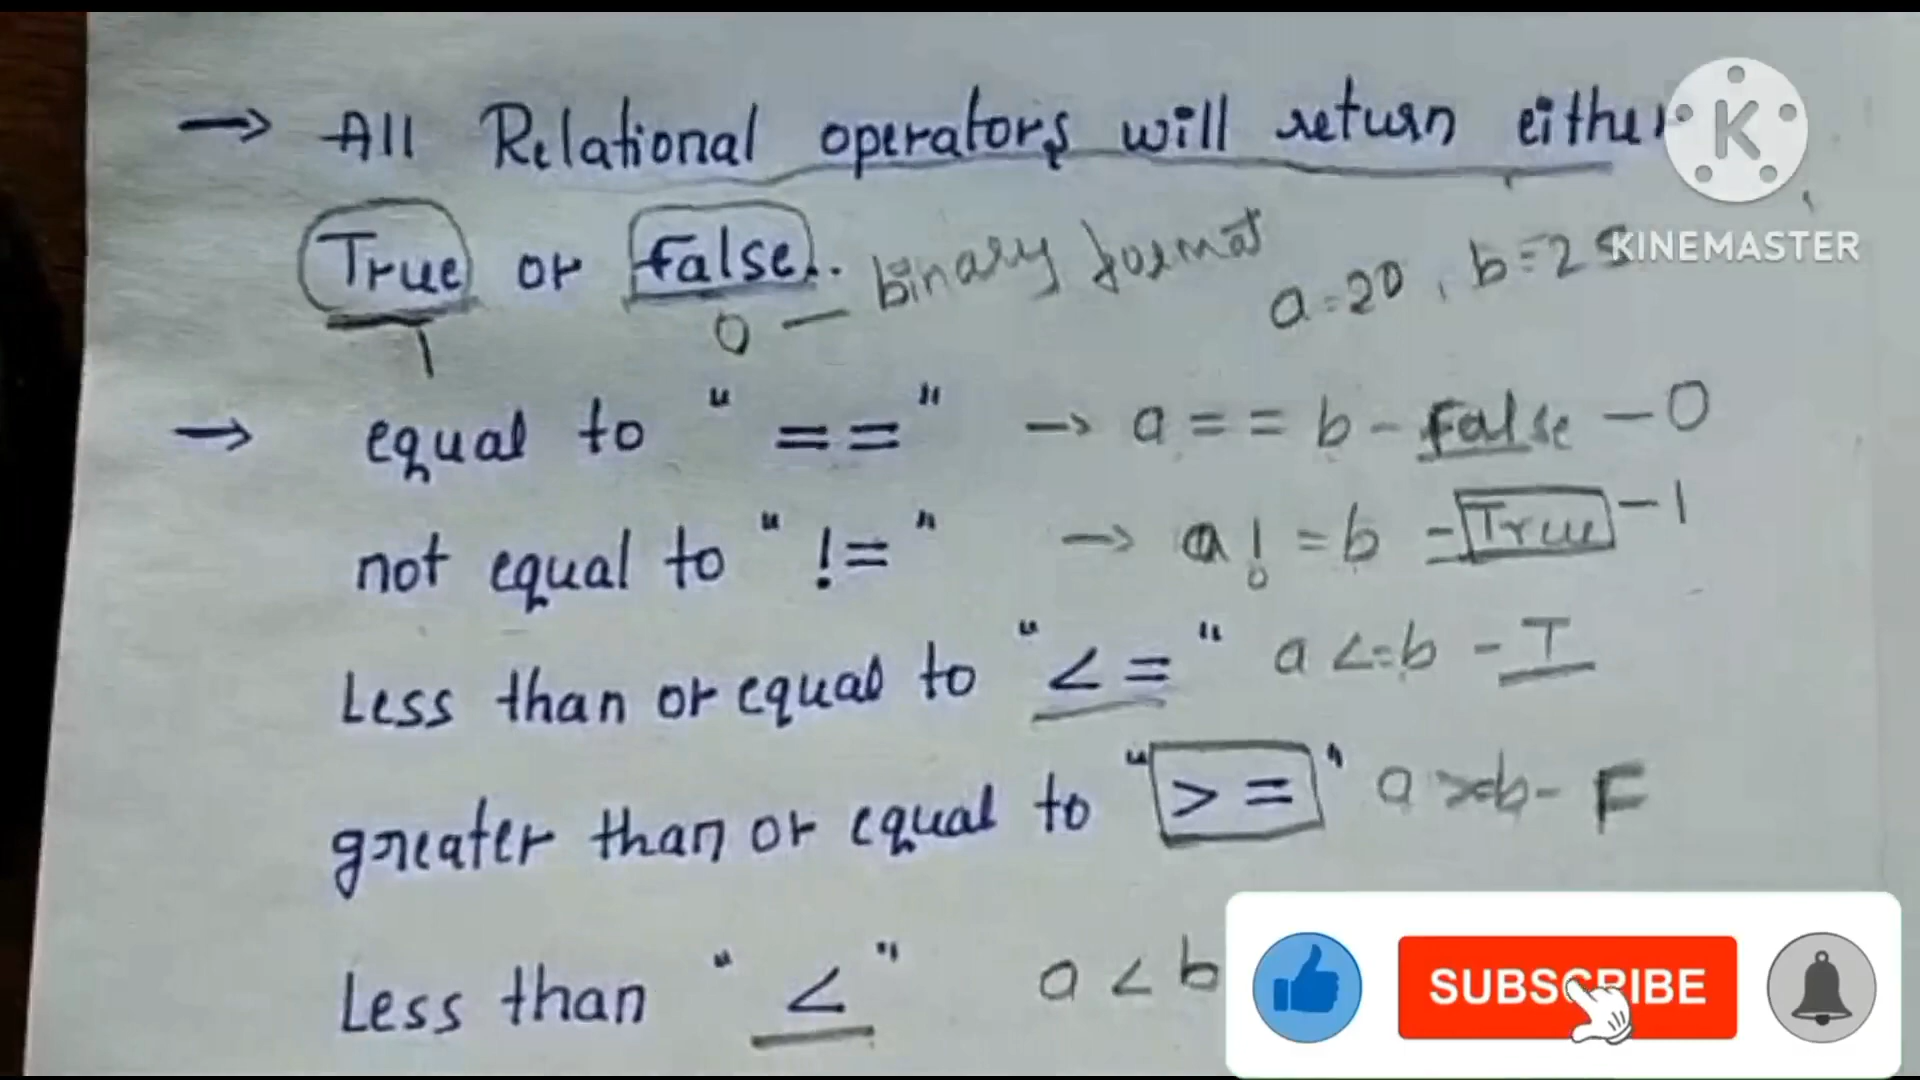 → All Relational operators will return either
True or False.
1 0 — binary format
a=20, b=25
→ equal to "==" → a == b - False - 0
not equal to "!=" → a != b - True - 1
Less than or equal to "<=" a <= b - T
greater than or equal to ">=" a >= b - F
Less than "<" a < b
K
KINEMASTER
SUBSCRIBE